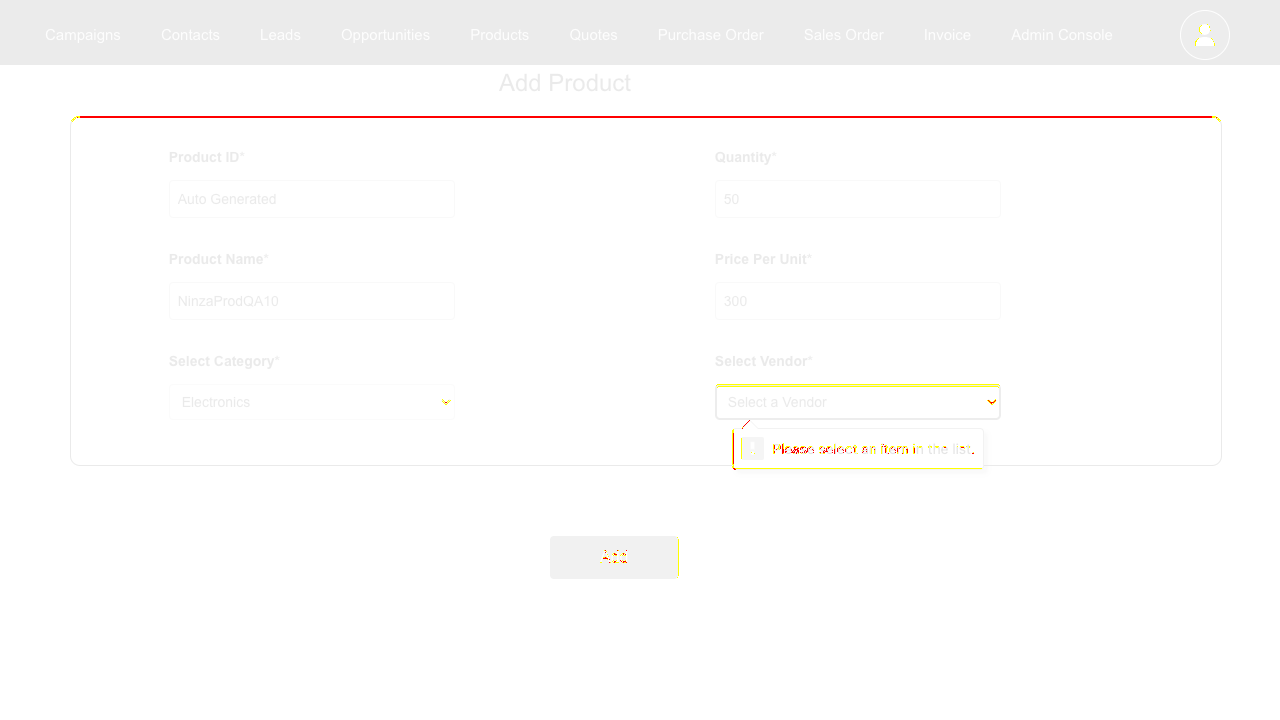 Campaigns Contacts Leads Opportunities Products Quotes Purchase Order Sales Order Invoice Admin Console
Add Product
Product ID* Quantity*
Auto Generated 50
Product Name* Price Per Unit*
NinzaProdQA10 300
Select Category* Select Vendor*
Electronics Select a Vendor
Please select an item in the list.
Add